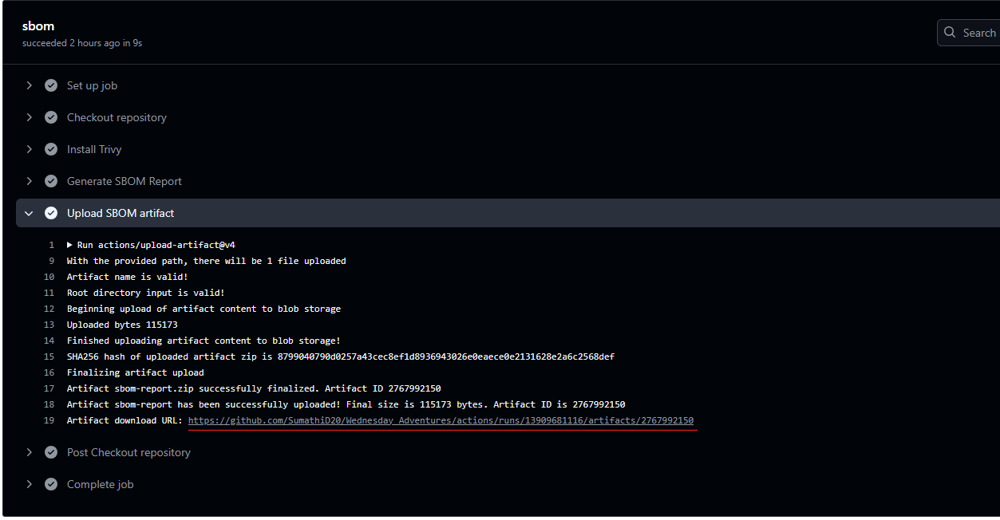 sbom
succeeded 2 hours ago in 9s
Search
Set up job
Checkout repository
Install Trivy
Generate SBOM Report
Upload SBOM artifact
1 ▶ Run actions/upload-artifact@v4
9 With the provided path, there will be 1 file uploaded
10 Artifact name is valid!
11 Root directory input is valid!
12 Beginning upload of artifact content to blob storage
13 Uploaded bytes 115173
14 Finished uploading artifact content to blob storage!
15 SHA256 hash of uploaded artifact zip is 8799040790d0257a43cec8ef1d8936943026e0eaece0e2131628e2a6c2568def
16 Finalizing artifact upload
17 Artifact sbom-report.zip successfully finalized. Artifact ID 2767992150
18 Artifact sbom-report has been successfully uploaded! Final size is 115173 bytes. Artifact ID is 2767992150
19 Artifact download URL: https://github.com/SumathiD20/Wednesday_Adventures/actions/runs/13909681116/artifacts/2767992150
Post Checkout repository
Complete job